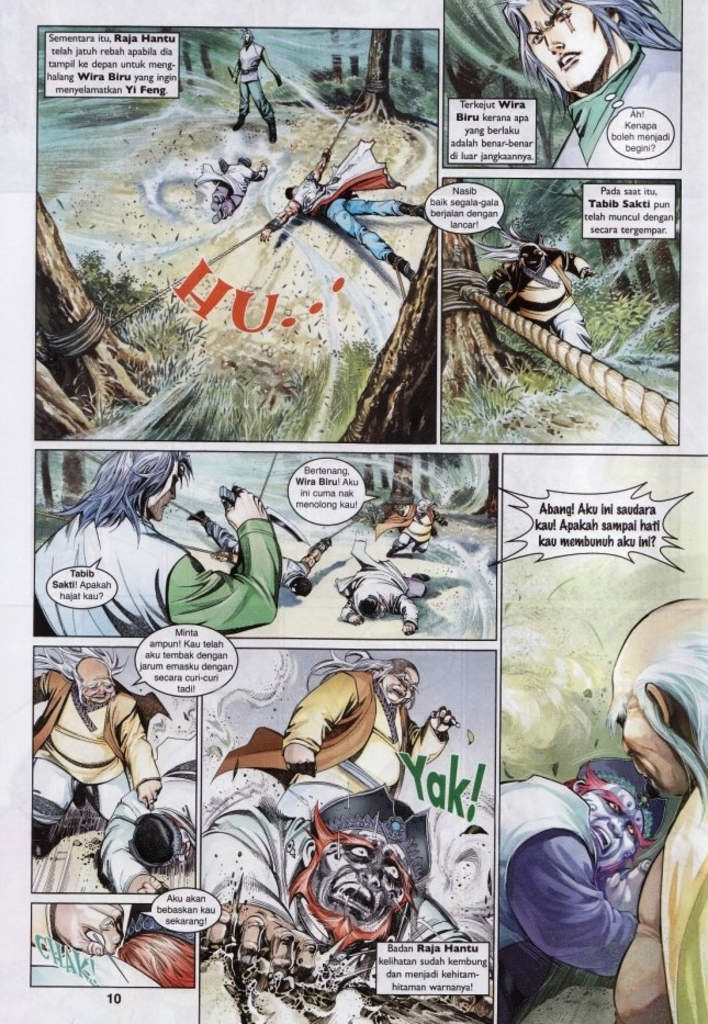 Sementara itu, Raja Hantu
telah jatuh rebah apabila dia
tampil ke depan untuk meng-
halang Wira Biru yang ingin
menyelamatkan Yi Feng.
HU...
Terkejut Wira
Biru kerana apa
yang berlaku
adalah benar-benar
di luar jangkaannya.
Ah!
Kenapa
boleh menjadi
begini?
Nasib
baik segala-gala
berjalan dengan
lancar!
Pada saat itu,
Tabib Sakti pun
telah muncul dengan
secara tergempar.
Bertenang,
Wira Biru! Aku
ini cuma nak
menolong kau!
Tabib
Sakti! Apakah
hajat kau?
Abang! Aku ini saudara
kau! Apakah sampai hati
kau membunuh aku ini?
Minta
ampun! Kau telah
aku tembak dengan
jarum emasku dengan
secara curi-curi
tadi!
Yak!
Aku akan
bebaskan kau
sekarang!
CHAK!
Badan Raja Hantu
kelihatan sudah kembung
dan menjadi kehitam-
hitaman warnanya!
10